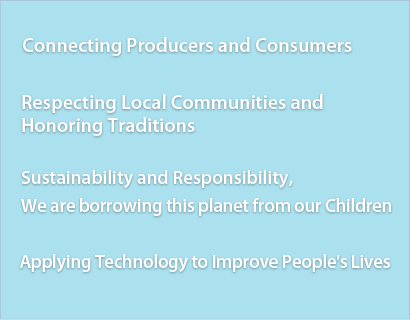 Connecting Producers and Consumers
Respecting Local Communities and
Honoring Traditions
Sustainability and Responsibility,
We are borrowing this planet from our Children
Applying Technology to Improve People's Lives